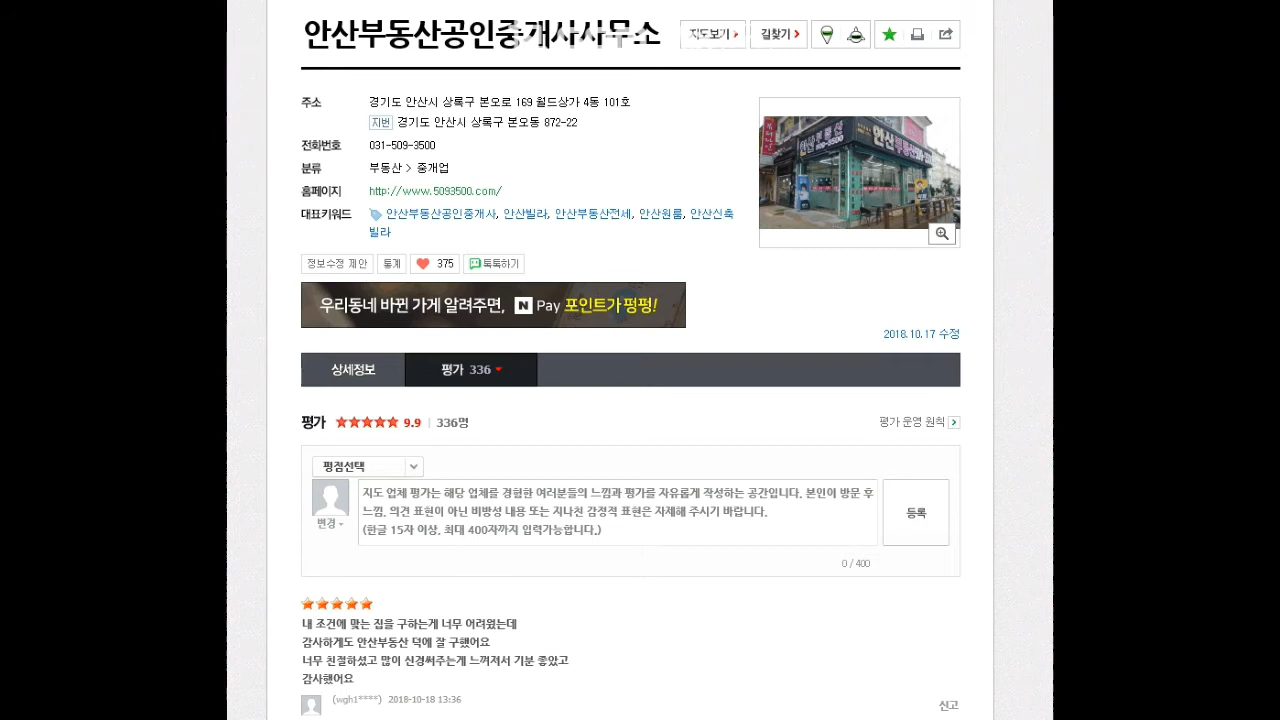 안산부동산공인중개사사무소
지도보기
길찾기
주소 경기도 안산시 상록구 본오로 169 월드상가 4동 101호
지번 경기도 안산시 상록구 본오동 872-22
전화번호 031-509-3500
분류 부동산 > 중개업
홈페이지 http://www.5093500.com/
대표키워드 안산부동산공인중개사, 안산빌라, 안산부동산전세, 안산원룸, 안산신축
빌라
정보수정 제안 통계 375 톡톡하기
우리동네 바뀐 가게 알려주면, N Pay 포인트가 펑펑!
2018.10.17 수정
상세정보 평가 336
평가 9.9 336명
평가 운영 원칙
평점선택
지도 업체 평가는 해당 업체를 경험한 여러분들의 느낌과 평가를 자유롭게 작성하는 공간입니다. 본인이 방문 후
느낌, 의견 표현이 아닌 비방성 내용 또는 지나친 감정적 표현은 자제해 주시기 바랍니다.
(한글 15자 이상, 최대 400자까지 입력가능합니다.)
변경
등록
0 / 400
내 조건에 맞는 집을 구하는게 너무 어려웠는데
감사하게도 안산부동산 덕에 잘 구했어요
너무 친절하셨고 많이 신경써주는게 느껴져서 기분 좋았고
감사했어요
(wgh1****) 2018-10-18 13:36
신고